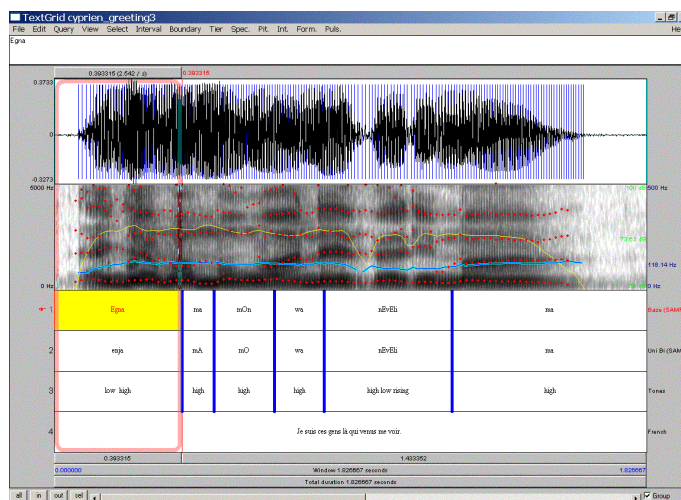 TextGrid cyprien_greeting3
File Edit Query View Select Interval Boundary Tier Spec. Pit. Int. Form. Puls. He
Egna
0.393315 (2.542 / s) 0.393315
0.3733
0
-0.3273
5000 Hz 100 dB 500 Hz
118.14 Hz
0 Hz 0 Hz
1 Egna ma mOn wa nEvEli ma Baze (SAM
2 enja mA mO wa nEvEli ma Uni Bi (SAM
3 low high high high high high low rising high Tones
4 Je suis ces gens là qui venus me voir. French
0.393315 1.433352
0.000000 Window 1.826667 seconds 1.826667
Total duration 1.826667 seconds
all in out sel Group